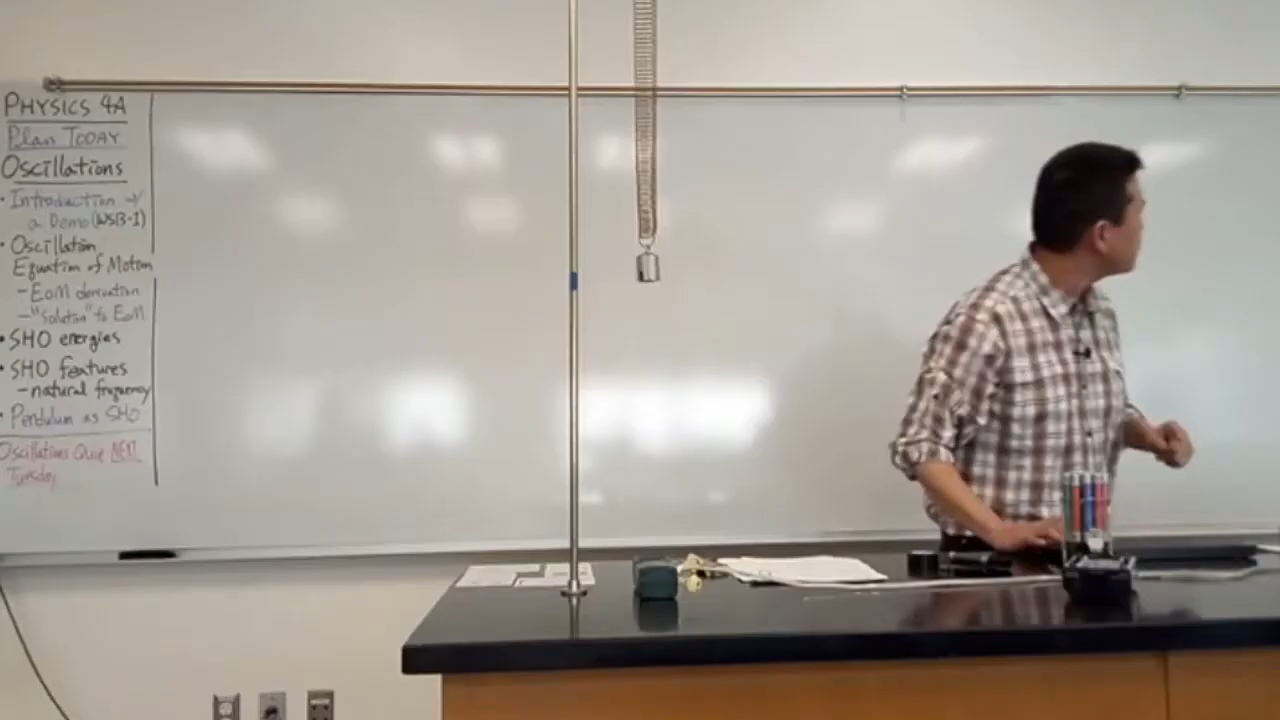 PHYSICS 4A
Plan TODAY
Oscillations
• Introduction w/
a Demo (WS13-1)
• Oscillation
Equation of Motion
- EoM derivation
- "Solution" to EoM
• SHO energies
• SHO features
- natural frequency
• Pendulum as SHO
Oscillations Quiz NEXT
Tuesday